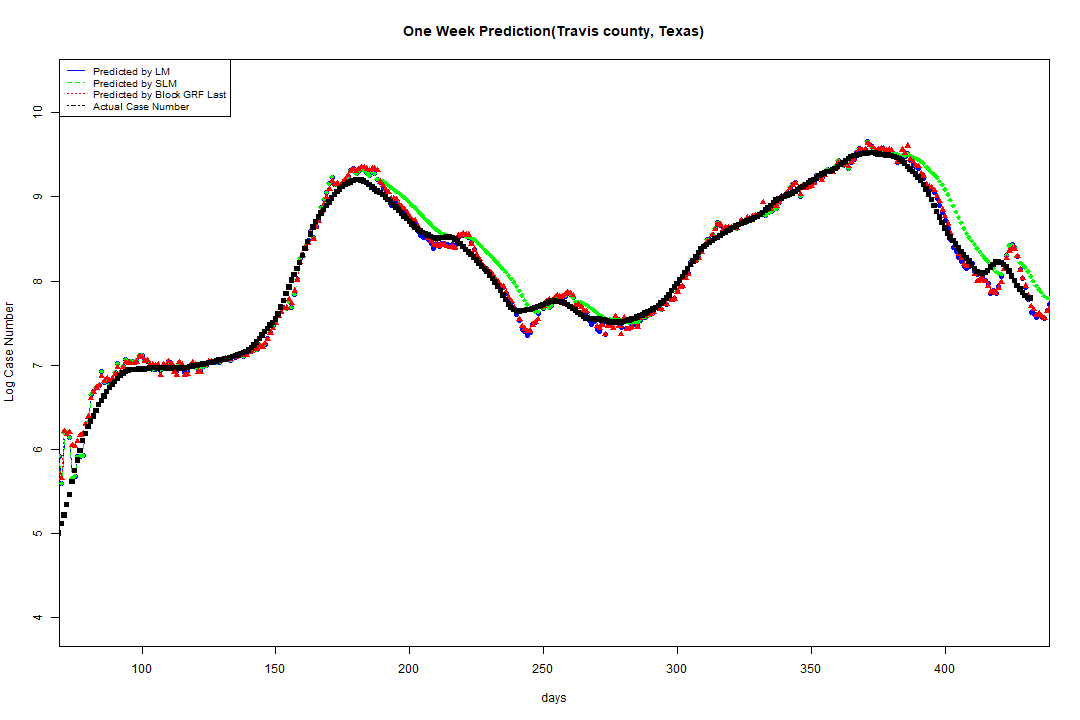 One Week Prediction(Travis county, Texas)
Predicted by LM
Predicted by SLM
Predicted by Block GRF Last
Actual Case Number
Log Case Number
10
9
8
7
6
5
4
100 150 200 250 300 350 400
days